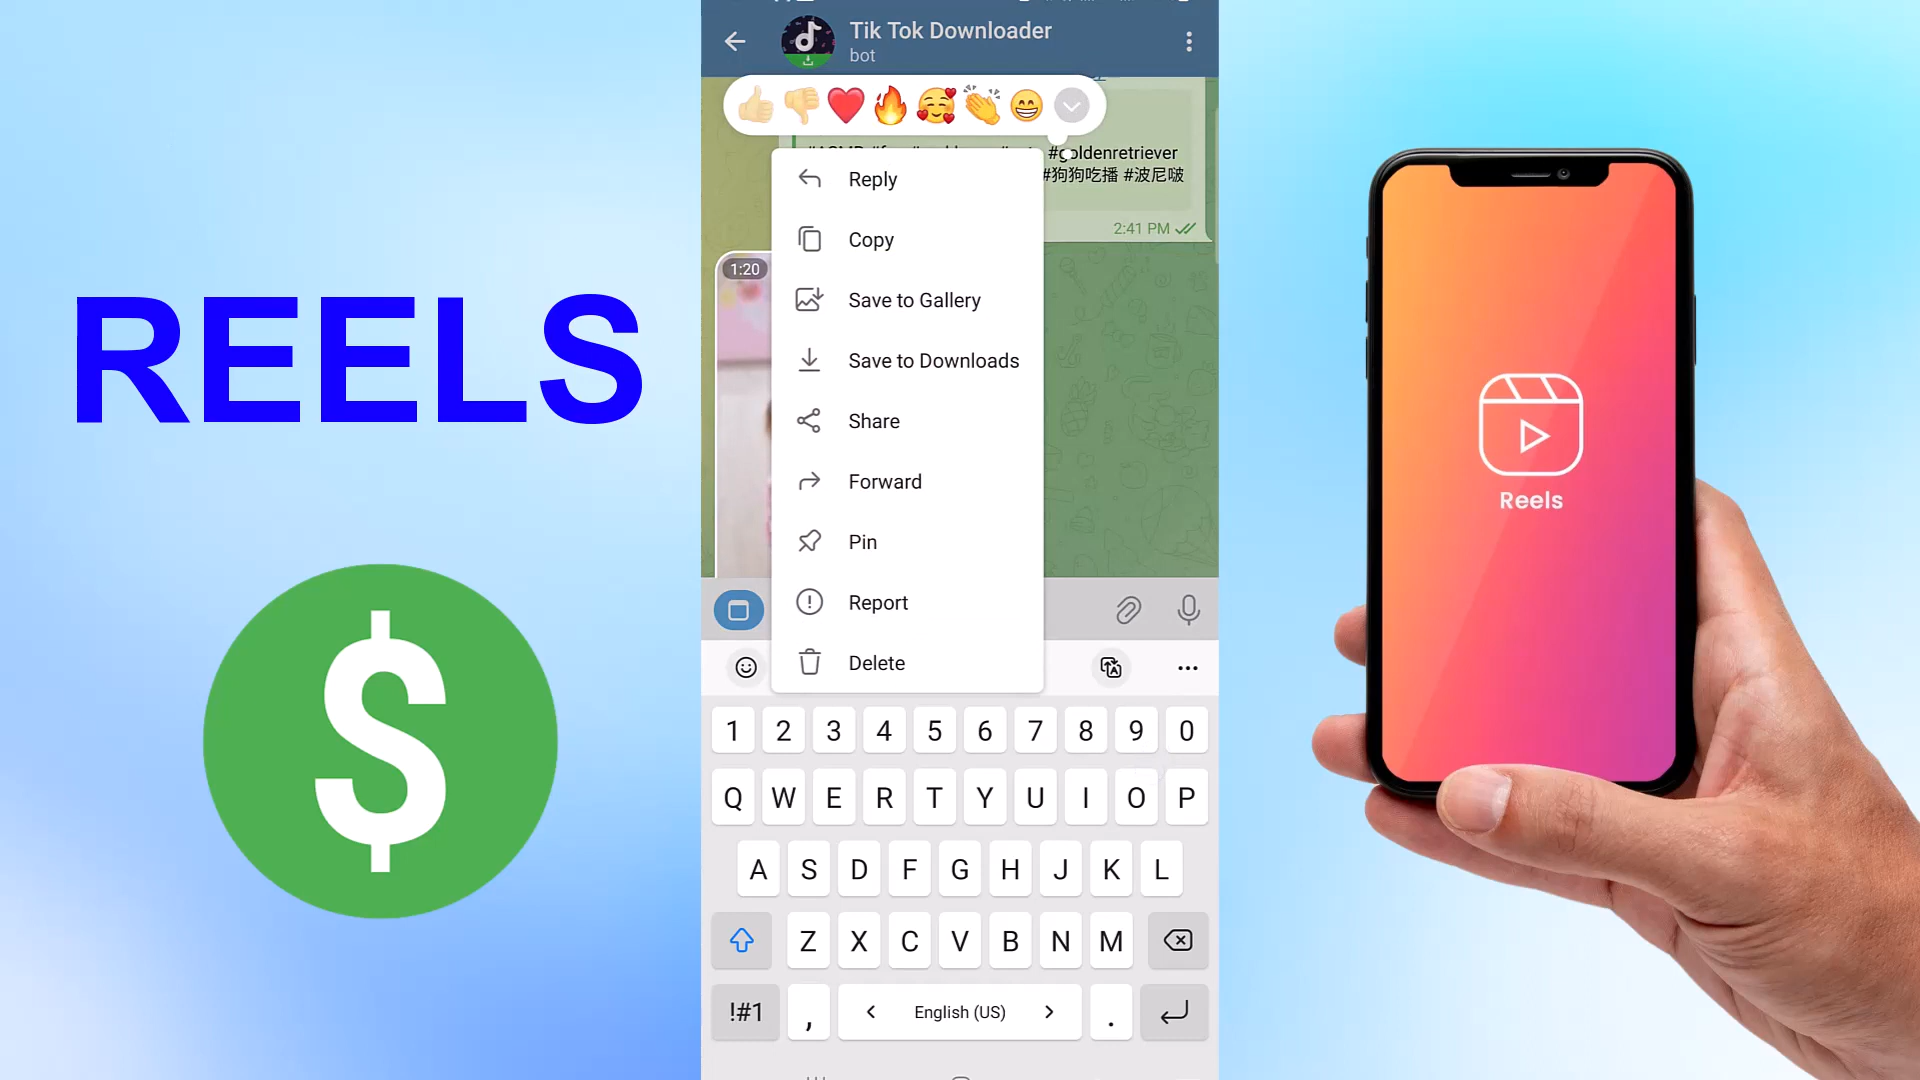 REELS
Tik Tok Downloader
bot
#goldenretriever
#狗狗吃播 #波尼啵
2:41 PM
1:20
Reply
Copy
Save to Gallery
Save to Downloads
Share
Forward
Pin
Report
Delete
1 2 3 4 5 6 7 8 9 0
Q W E R T Y U I O P
A S D F G H J K L
Z X C V B N M
!#1 , English (US) .
$
Reels